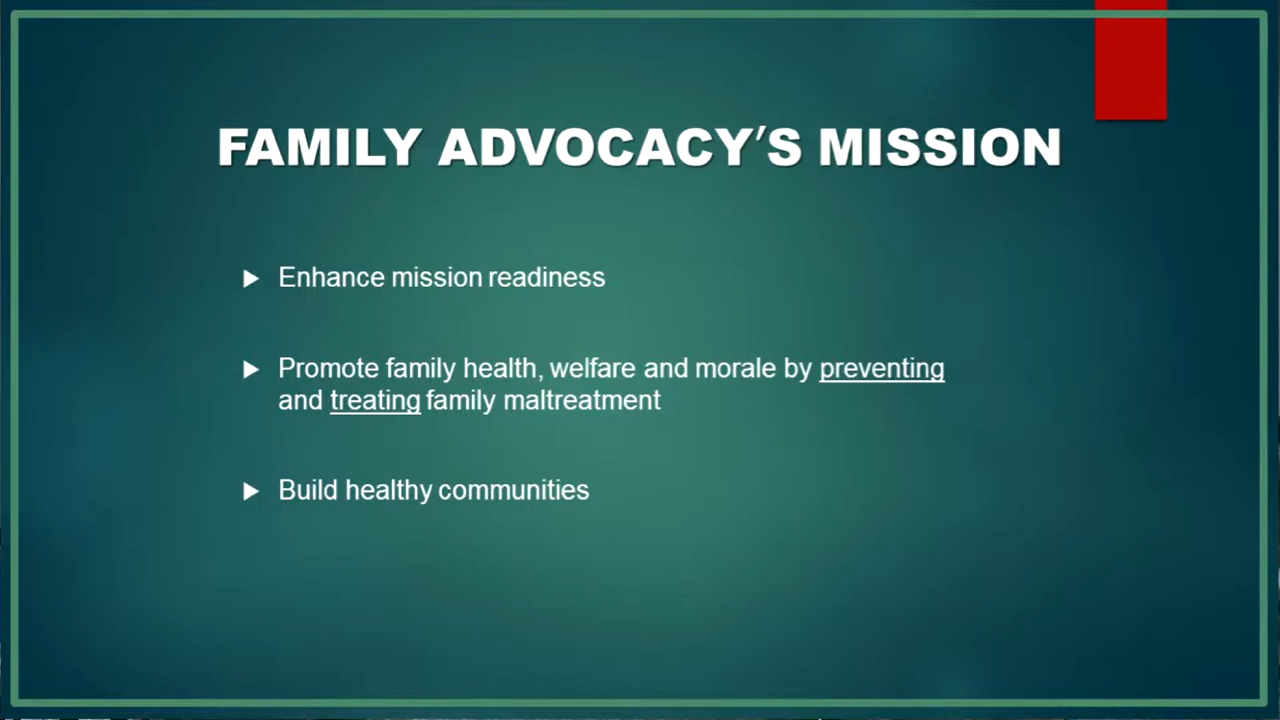 FAMILY ADVOCACY'S MISSION
Enhance mission readiness
Promote family health, welfare and morale by preventing
and treating family maltreatment
Build healthy communities